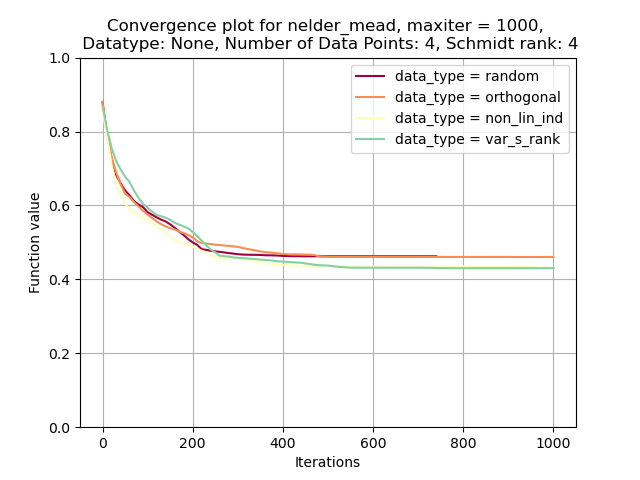 Convergence plot for nelder_mead, maxiter = 1000,
Datatype: None, Number of Data Points: 4, Schmidt rank: 4
data_type = random
data_type = orthogonal
data_type = non_lin_ind
data_type = var_s_rank
Function value
1.0
0.8
0.6
0.4
0.2
0.0
0 200 400 600 800 1000
Iterations